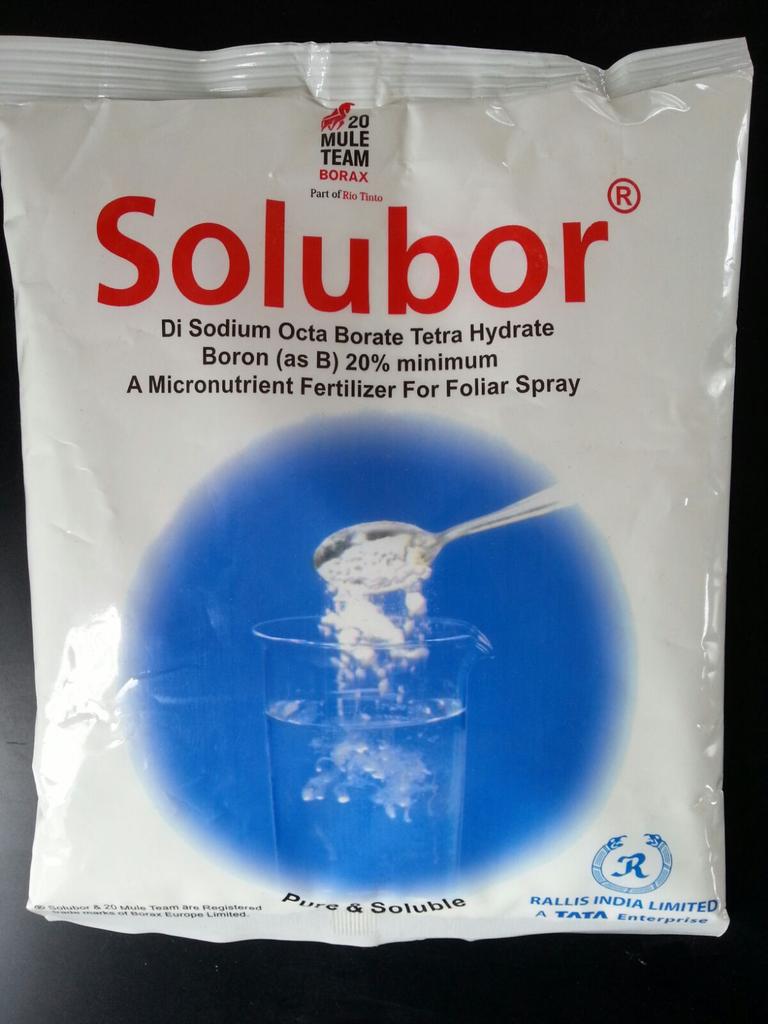 20
MULE
TEAM
BORAX
Part of Rio Tinto
Solubor®
Di Sodium Octa Borate Tetra Hydrate
Boron (as B) 20% minimum
A Micronutrient Fertilizer For Foliar Spray
R
Pure & Soluble
® Solubor & 20 Mule Team are Registered
trade marks of Borax Europe Limited.
RALLIS INDIA LIMITED
A TATA Enterprise